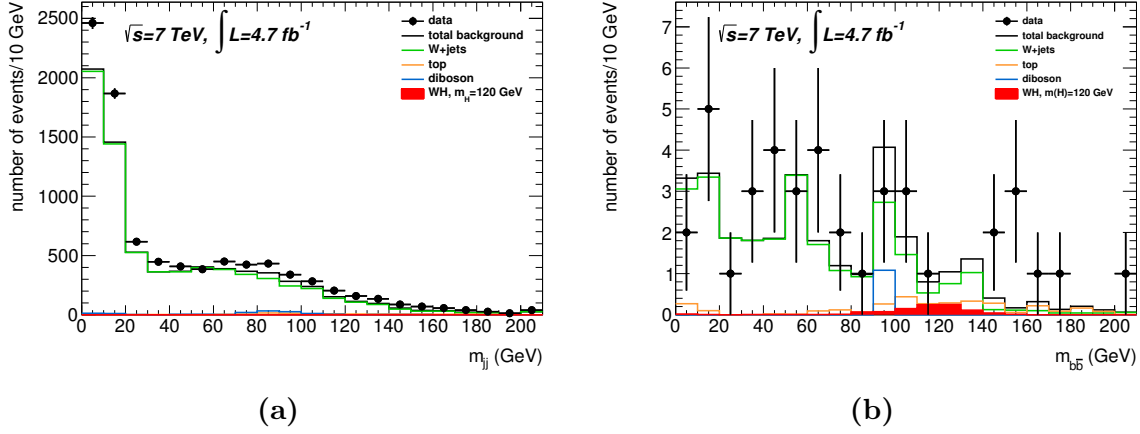 √s=7 TeV, ∫ L=4.7 fb⁻¹
data
total background
W+jets
top
diboson
WH, m_H=120 GeV
number of events/10 GeV
2500
2000
1500
1000
500
0
0 20 40 60 80 100 120 140 160 180 200
m_jj (GeV)
(a)
√s=7 TeV, ∫ L=4.7 fb⁻¹
data
total background
W+jets
top
diboson
WH, m(H)=120 GeV
number of events/10 GeV
7
6
5
4
3
2
1
0
0 20 40 60 80 100 120 140 160 180 200
m_bb̅ (GeV)
(b)